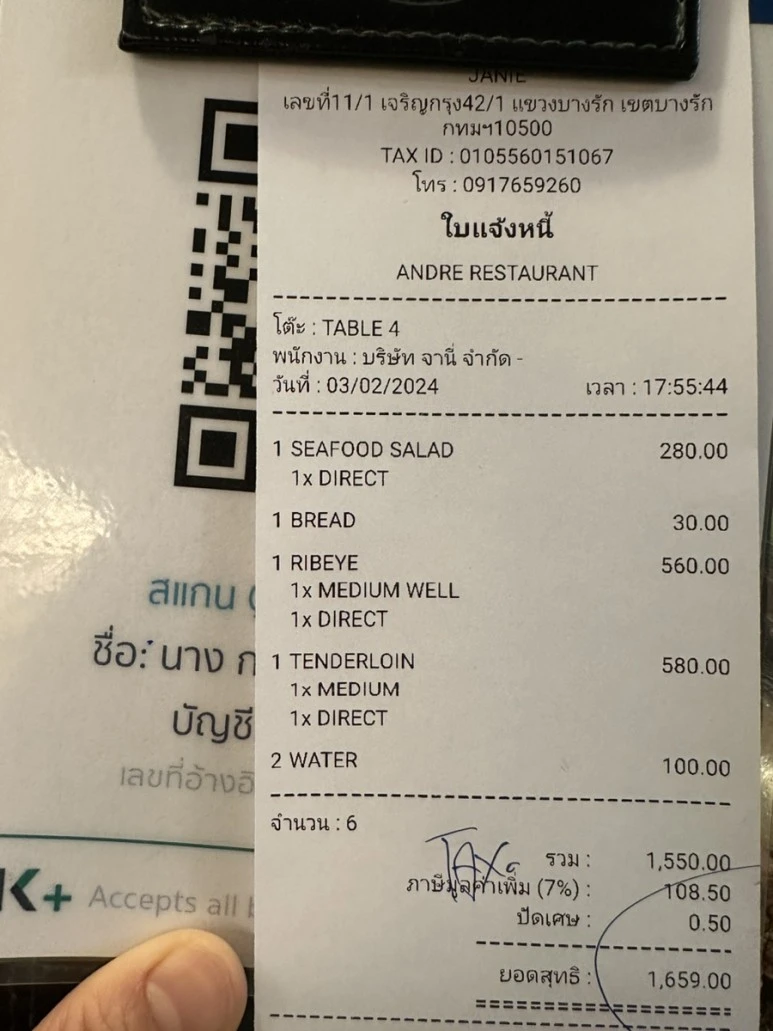 JANIE
เลขที่11/1 เจริญกรุง42/1 แขวงบางรัก เขตบางรัก
กทมฯ10500
TAX ID : 0105560151067
โทร : 0917659260
ใบแจ้งหนี้
ANDRE RESTAURANT
โต๊ะ : TABLE 4
พนักงาน : บริษัท จานี่ จำกัด -
วันที่ : 03/02/2024 เวลา : 17:55:44
1 SEAFOOD SALAD 280.00
1x DIRECT
1 BREAD 30.00
1 RIBEYE 560.00
1x MEDIUM WELL
1x DIRECT
1 TENDERLOIN 580.00
1x MEDIUM
1x DIRECT
2 WATER 100.00
จำนวน : 6
TAX
รวม : 1,550.00
ภาษีมูลค่าเพิ่ม (7%) : 108.50
ปัดเศษ : 0.50
ยอดสุทธิ : 1,659.00
สแกน
ชื่อ: นาง ก
บัญชี
เลขที่อ้างอิ
K+ Accepts all